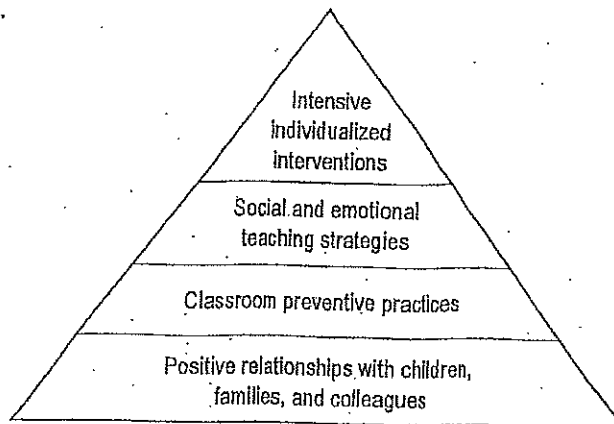 Intensive
individualized
interventions
Social and emotional
teaching strategies
Classroom preventive practices
Positive relationships with children,
families, and colleagues